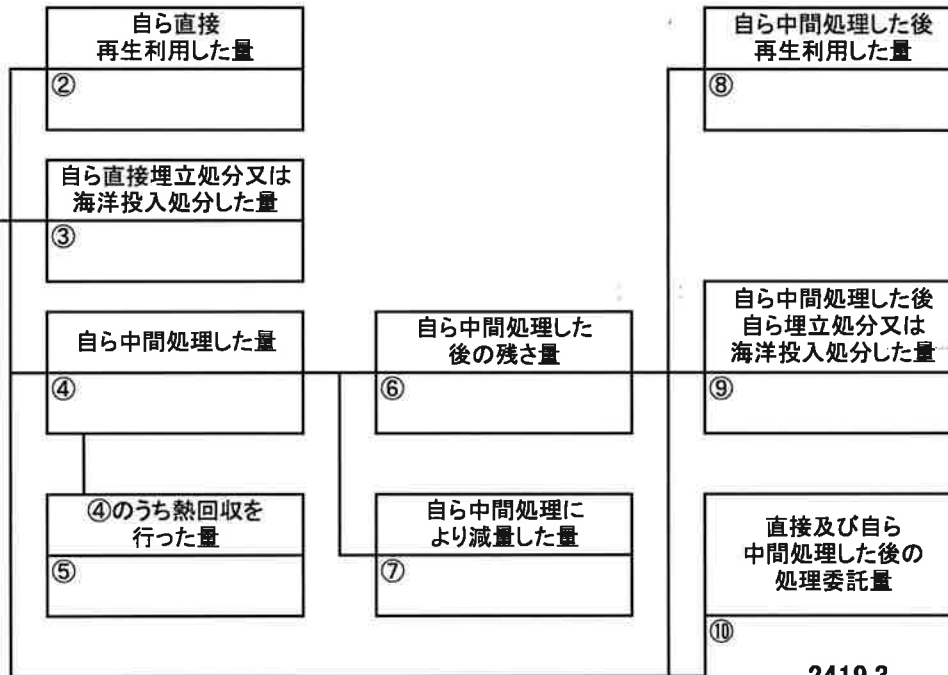 自ら直接
再生利用した量
②
自ら直接埋立処分又は
海洋投入処分した量
③
自ら中間処理した量
④
④のうち熱回収を
行った量
⑤
自ら中間処理した
後の残さ量
⑥
自ら中間処理に
より減量した量
⑦
自ら中間処理した後
再生利用した量
⑧
自ら中間処理した後
自ら埋立処分又は
海洋投入処分した量
⑨
直接及び自ら
中間処理した後の
処理委託量
⑩
2419.3